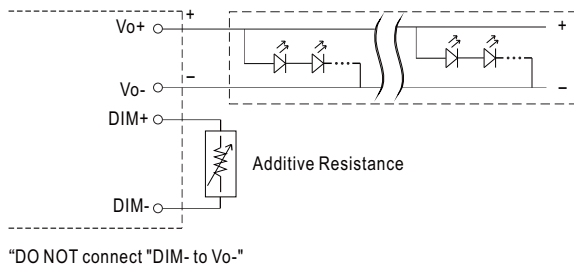 Vo+
+
+
Vo-
–
–
DIM+
Additive Resistance
DIM-
“DO NOT connect "DIM- to Vo-"